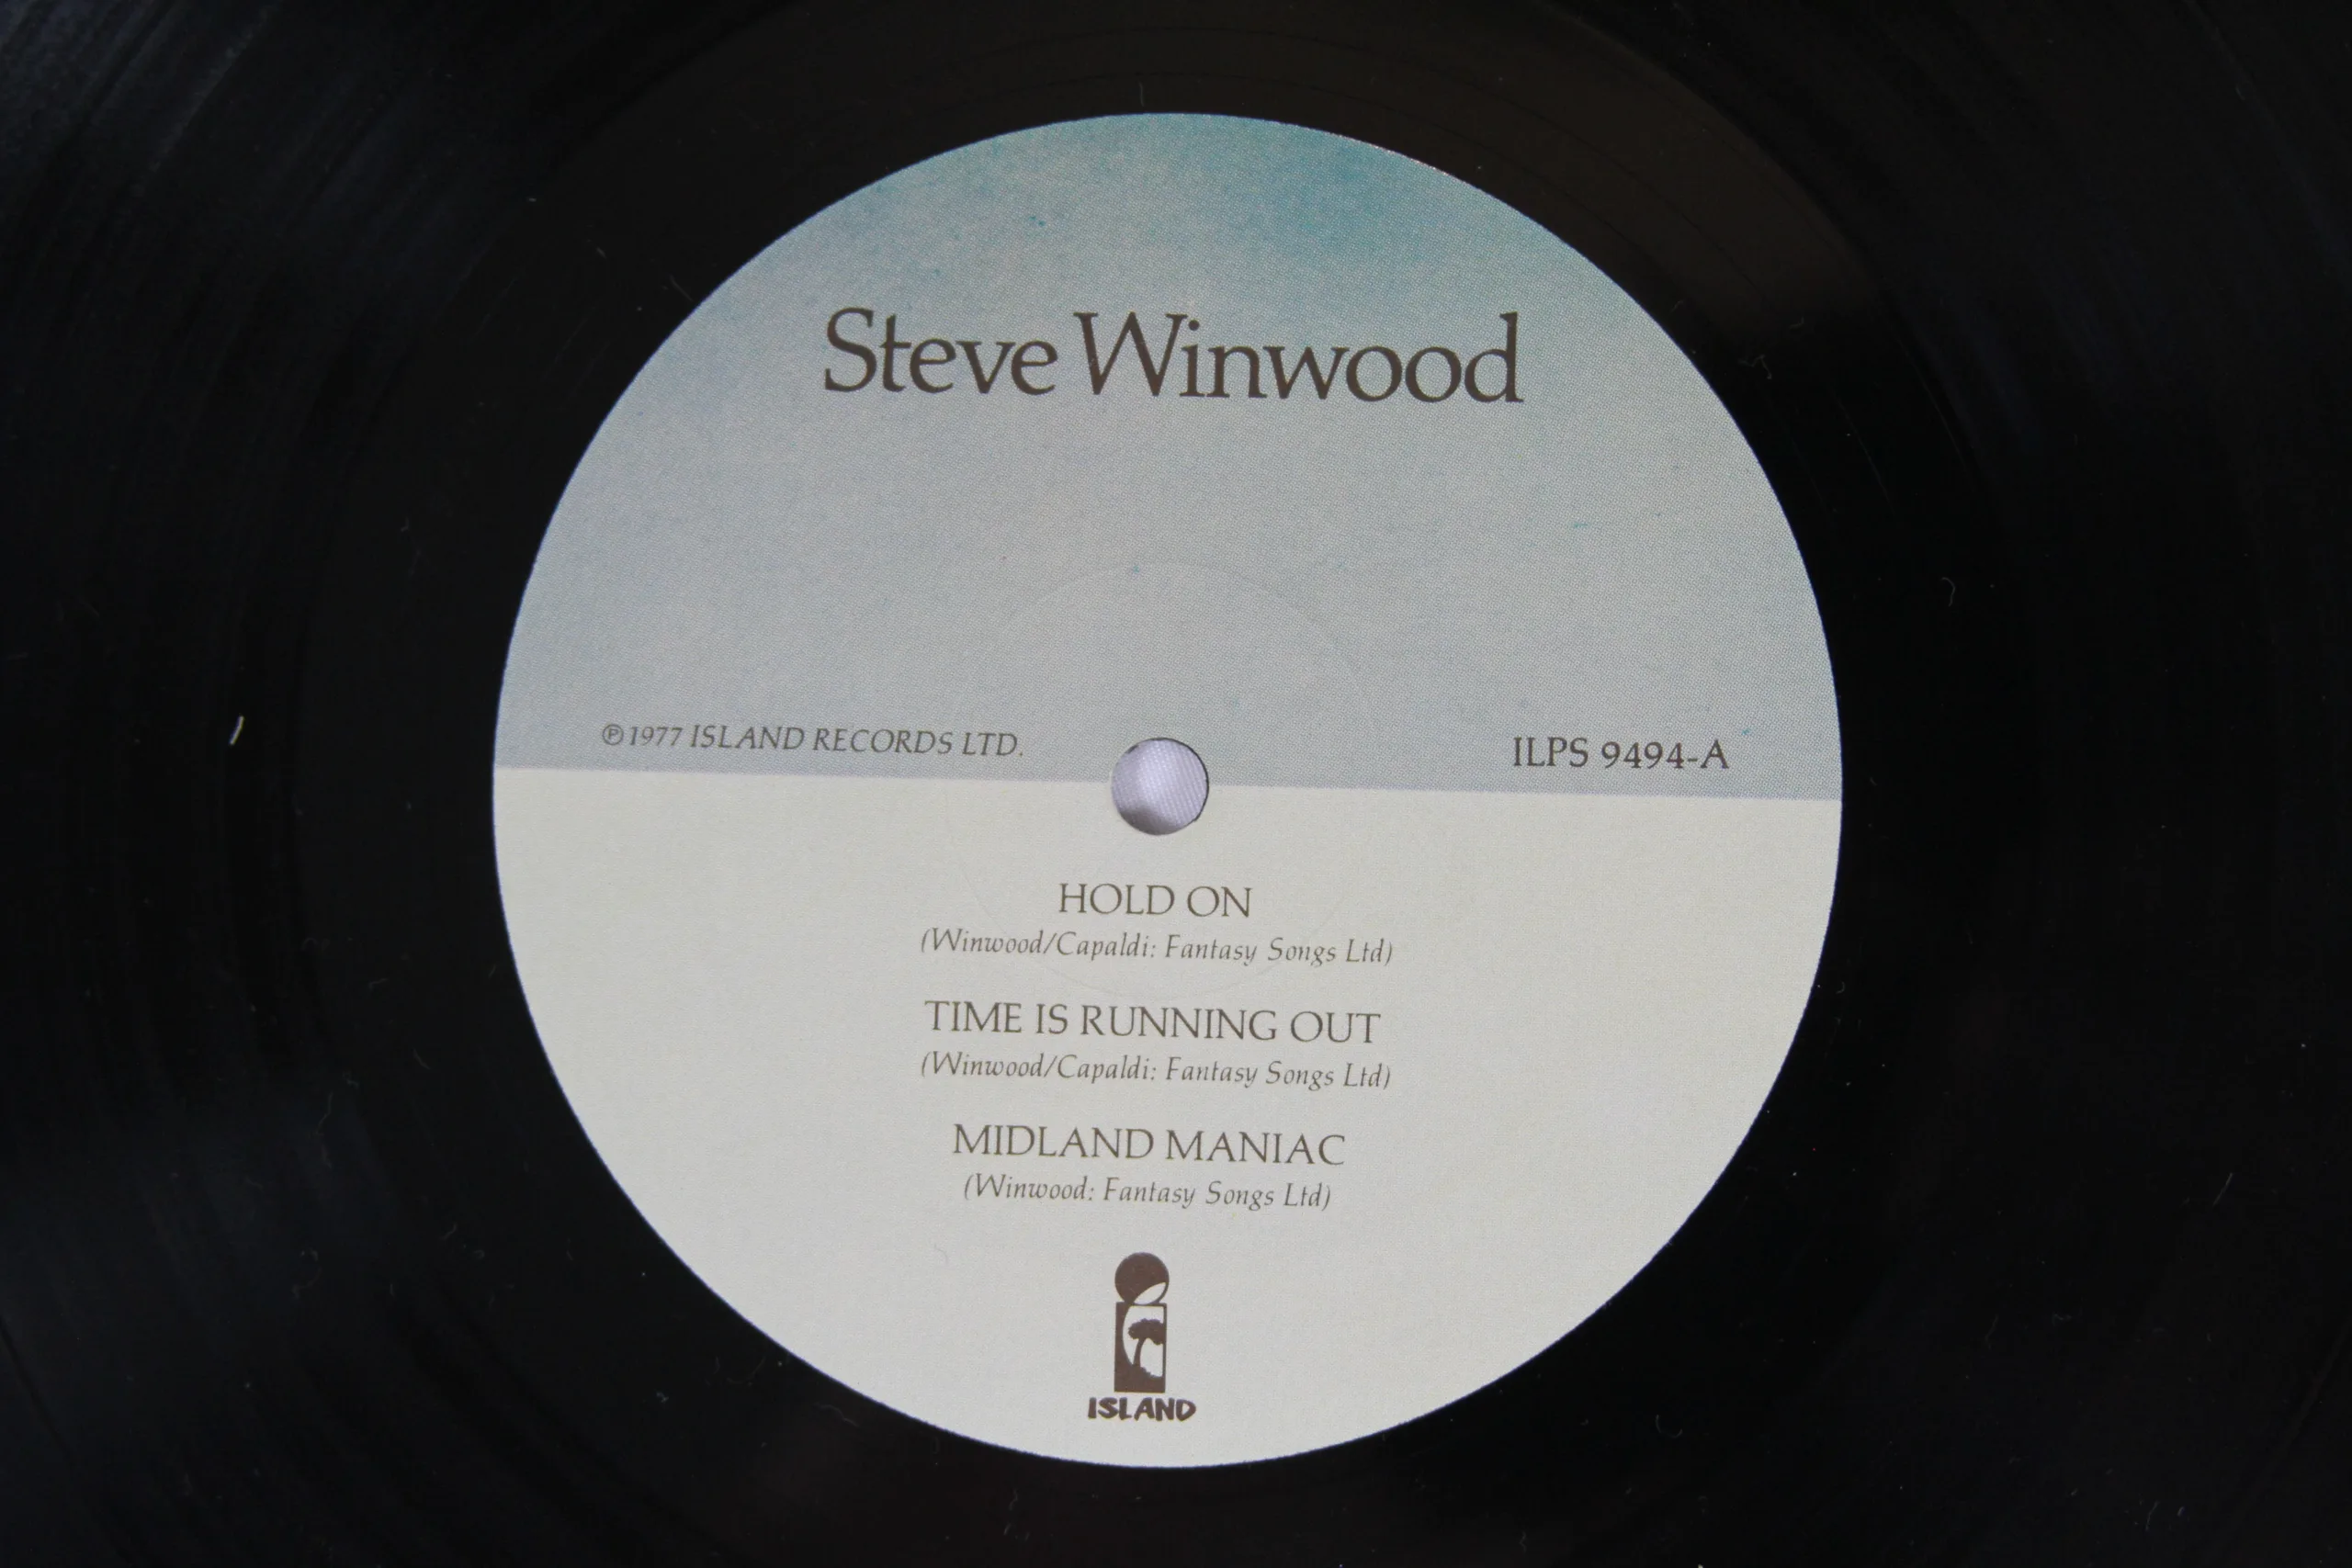 Steve Winwood
℗1977 ISLAND RECORDS LTD.
ILPS 9494-A
HOLD ON
(Winwood/Capaldi: Fantasy Songs Ltd)
TIME IS RUNNING OUT
(Winwood/Capaldi: Fantasy Songs Ltd)
MIDLAND MANIAC
(Winwood: Fantasy Songs Ltd)
ISLAND